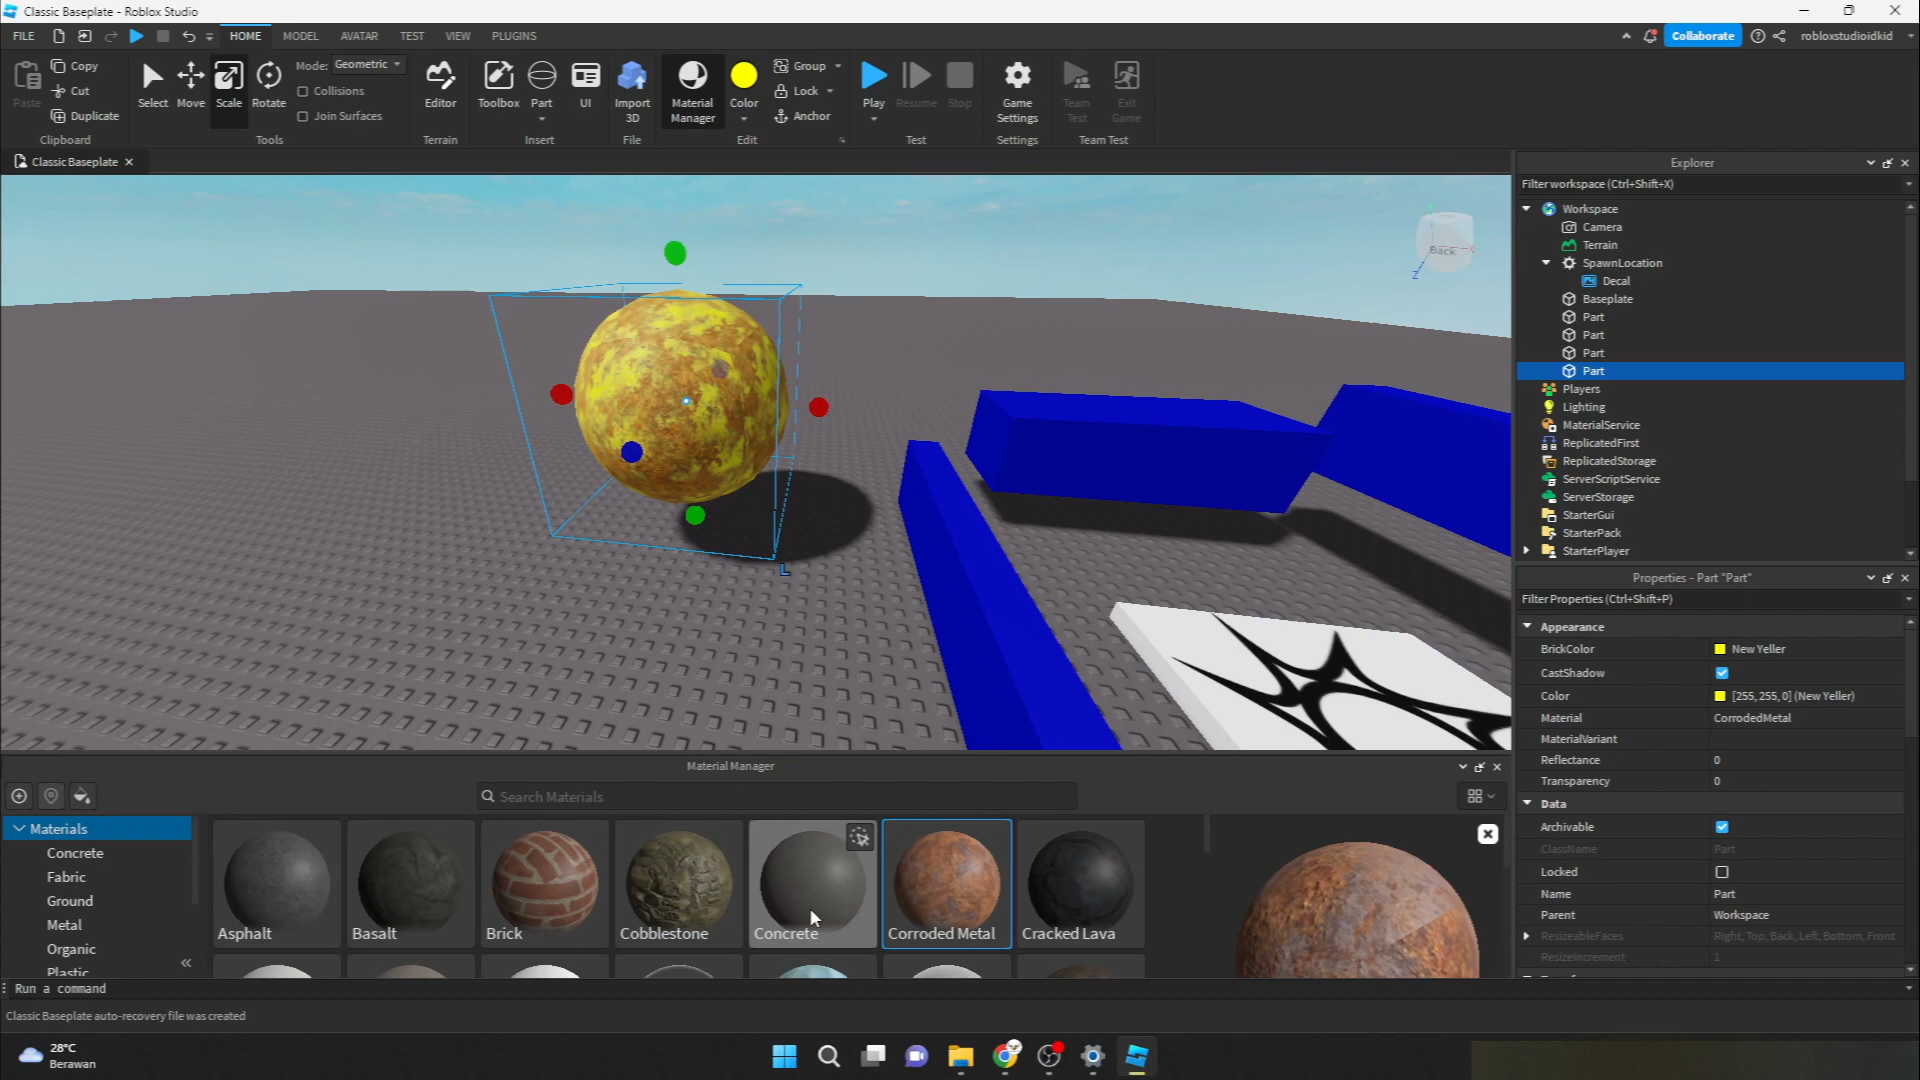 Classic Baseplate - Roblox Studio
FILE
HOME
MODEL
AVATAR
TEST
VIEW
PLUGINS
Collaborate
robloxstudioidkid
Paste
Copy
Cut
Duplicate
Clipboard
Select
Move
Scale
Rotate
Mode:
Geometric
Collisions
Join Surfaces
Tools
Editor
Terrain
Toolbox
Part
UI
Insert
Import
3D
File
Material
Manager
Color
Group
Lock
Anchor
Edit
Play
Resume
Stop
Test
Game
Settings
Settings
Team
Test
Exit
Game
Team Test
Classic Baseplate
Back
Z
L
Explorer
Filter workspace (Ctrl+Shift+X)
Workspace
Camera
Terrain
SpawnLocation
Decal
Baseplate
Part
Part
Part
Part
Players
Lighting
MaterialService
ReplicatedFirst
ReplicatedStorage
ServerScriptService
ServerStorage
StarterGui
StarterPack
StarterPlayer
Properties - Part "Part"
Filter Properties (Ctrl+Shift+P)
Appearance
BrickColor New Yeller
CastShadow
Color [255, 255, 0] (New Yeller)
Material CorrodedMetal
MaterialVariant
Reflectance 0
Transparency 0
Data
Archivable
ClassName Part
Locked
Name Part
Parent Workspace
ResizeableFaces Right, Top, Back, Left, Bottom, Front
ResizeIncrement 1
Material Manager
Search Materials
Materials
Concrete
Fabric
Ground
Metal
Organic
Plastic
Asphalt
Basalt
Brick
Cobblestone
Concrete
Corroded Metal
Cracked Lava
Run a command
Classic Baseplate auto-recovery file was created
28°C
Berawan